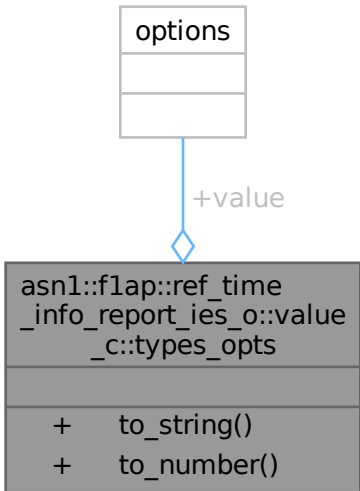 options
+value
asn1::f1ap::ref_time
_info_report_ies_o::value
_c::types_opts
+ to_string()
+ to_number()